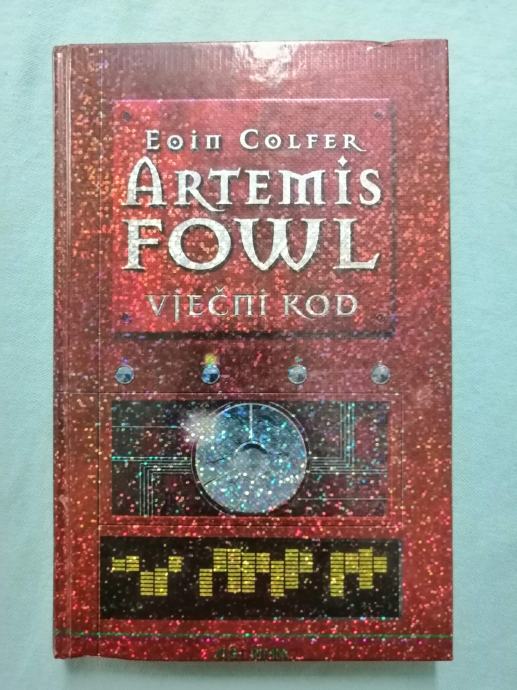 EOIN COLFER
ARTEMIS
FOWL
VJEČNI KOD